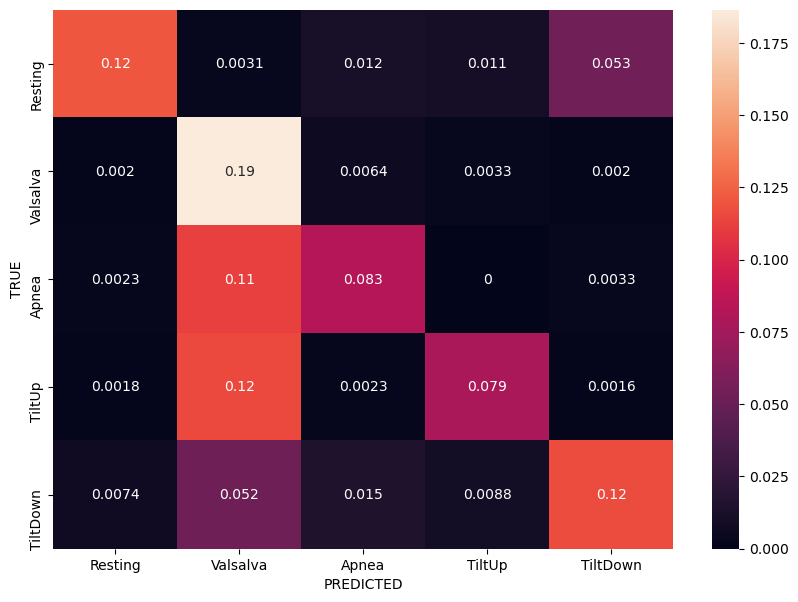 Resting 0.12 0.0031 0.012 0.011 0.053
Valsalva 0.002 0.19 0.0064 0.0033 0.002
TRUE
Apnea 0.0023 0.11 0.083 0 0.0033
TiltUp 0.0018 0.12 0.0023 0.079 0.0016
TiltDown 0.0074 0.052 0.015 0.0088 0.12
Resting Valsalva Apnea TiltUp TiltDown
PREDICTED
0.175
0.150
0.125
0.100
0.075
0.050
0.025
0.000